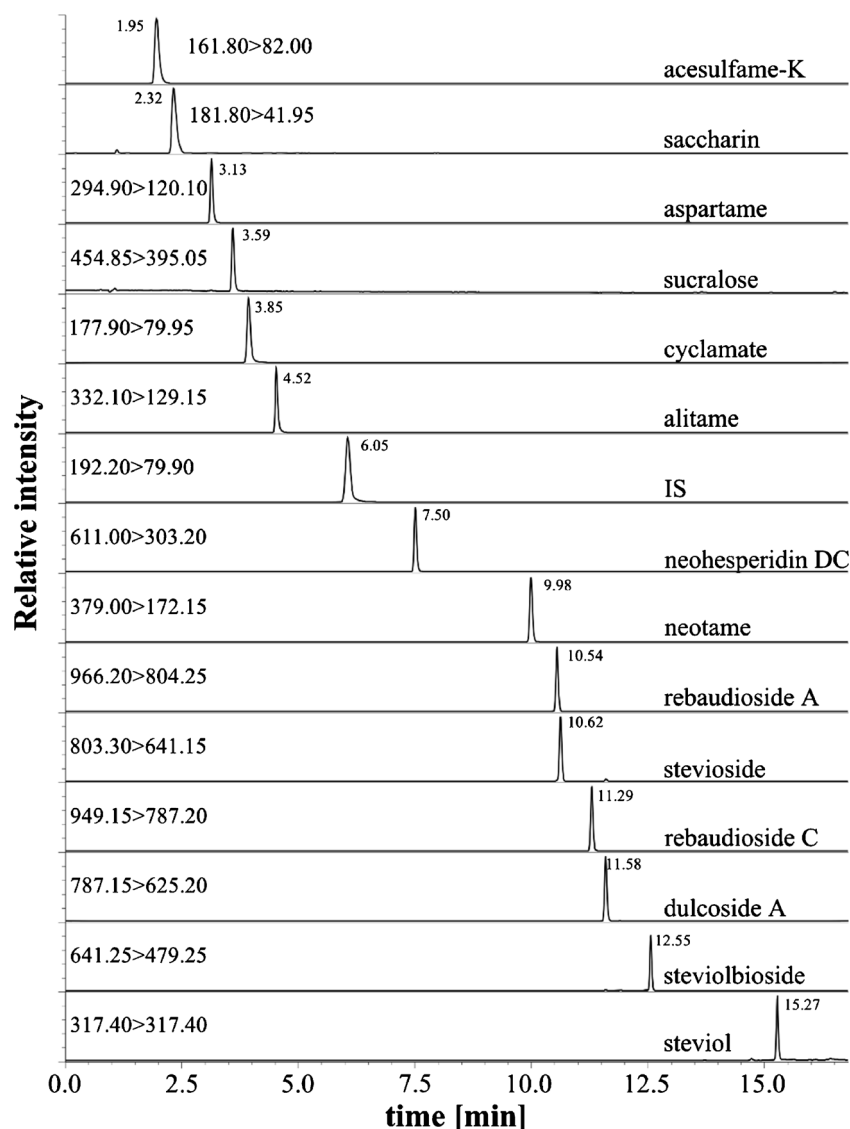 1.95
161.80>82.00
acesulfame-K
2.32
181.80>41.95
saccharin
294.90>120.10
3.13
aspartame
454.85>395.05
3.59
sucralose
177.90>79.95
3.85
cyclamate
332.10>129.15
4.52
alitame
192.20>79.90
6.05
IS
611.00>303.20
7.50
neohesperidin DC
379.00>172.15
9.98
neotame
966.20>804.25
10.54
rebaudioside A
803.30>641.15
10.62
stevioside
949.15>787.20
11.29
rebaudioside C
787.15>625.20
11.58
dulcoside A
641.25>479.25
12.55
steviolbioside
317.40>317.40
15.27
steviol
Relative intensity
0.0 2.5 5.0 7.5 10.0 12.5 15.0
time [min]